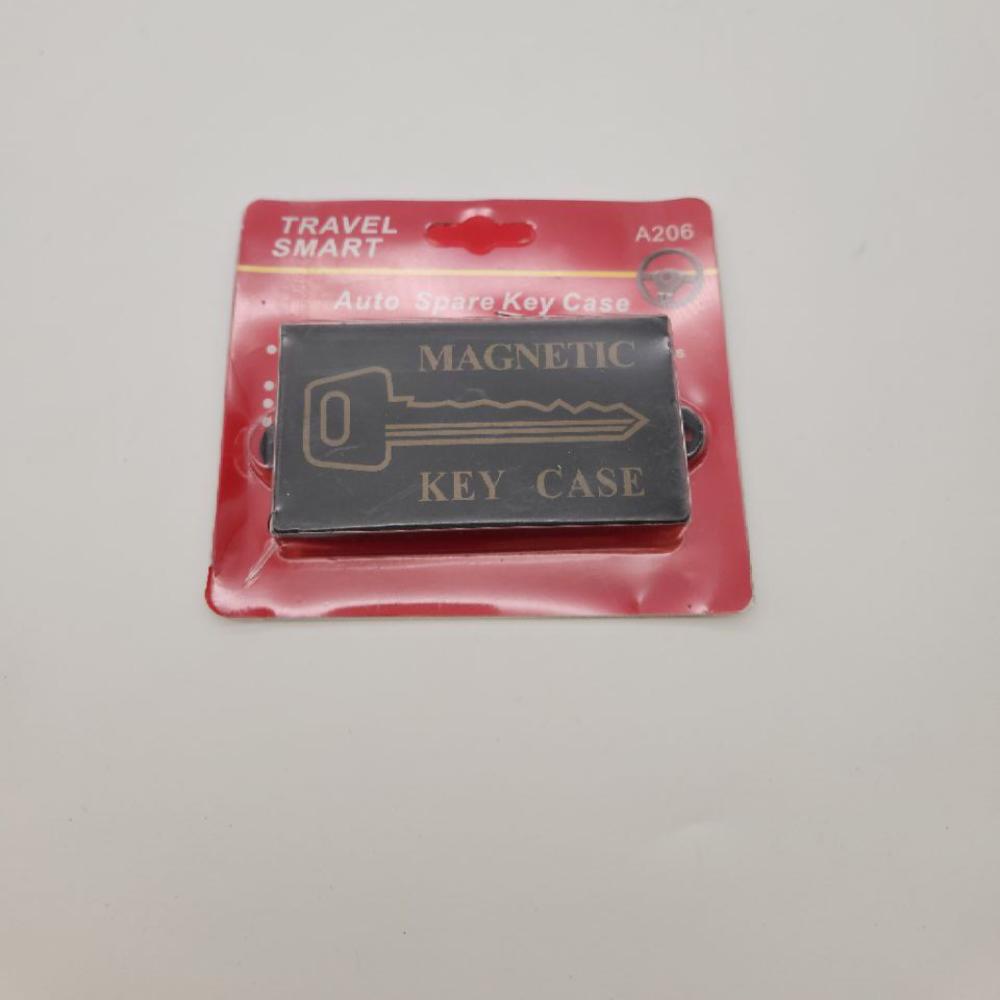 TRAVEL
SMART
A206
Auto Spare Key Case
MAGNETIC
KEY CASE